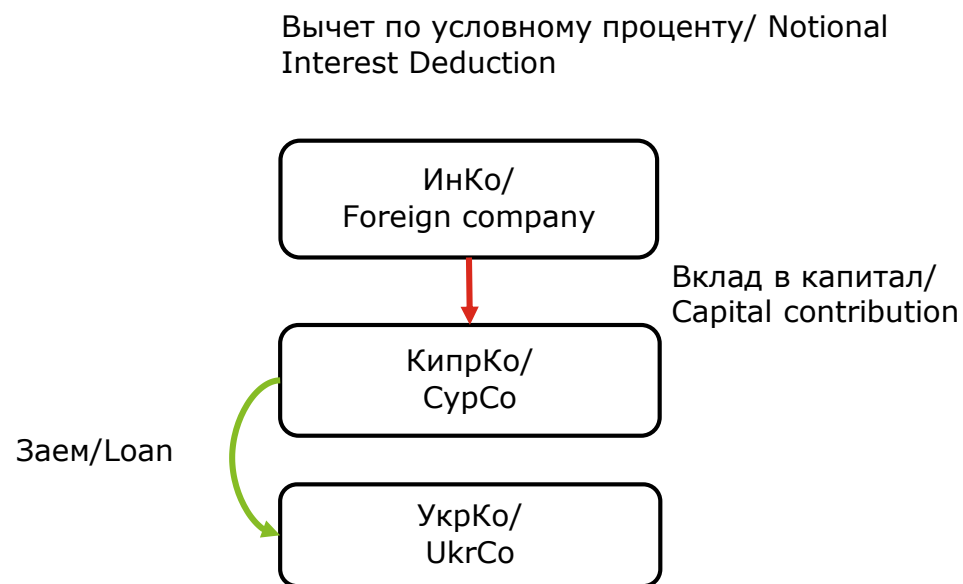 Вычет по условному проценту/ Notional
Interest Deduction
ИнКо/
Foreign company
Вклад в капитал/
Capital contribution
КипрКо/
CypCo
Заем/Loan
УкрКо/
UkrCo